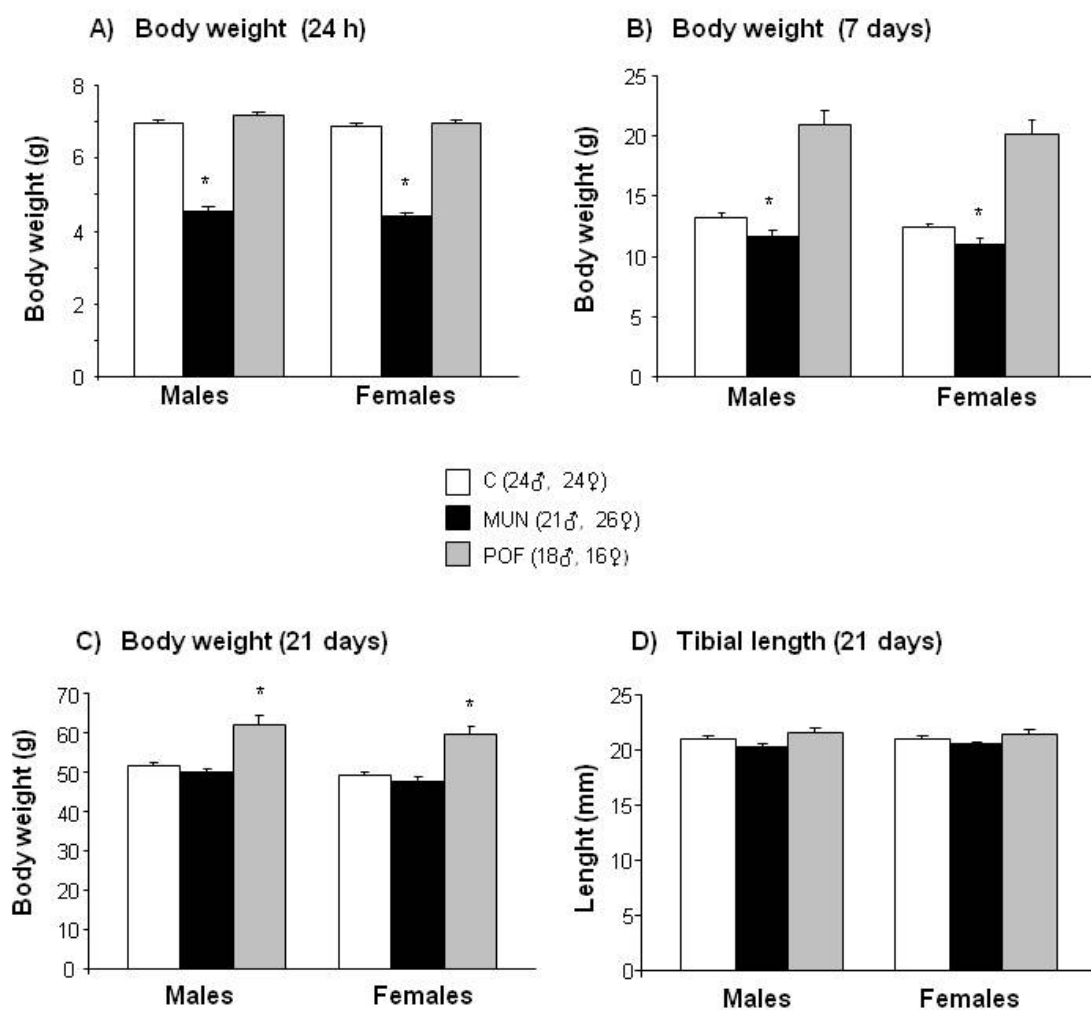 A) Body weight (24 h)
Body weight (g)
8
6
4
2
0
*
*
Males
Females
B) Body weight (7 days)
Body weight (g)
25
20
15
10
5
0
*
*
Males
Females
C (24♂, 24♀)
MUN (21♂, 26♀)
POF (18♂, 16♀)
C) Body weight (21 days)
Body weight (g)
70
60
50
40
30
20
10
0
*
*
Males
Females
D) Tibial length (21 days)
Lenght (mm)
25
20
15
10
5
0
Males
Females